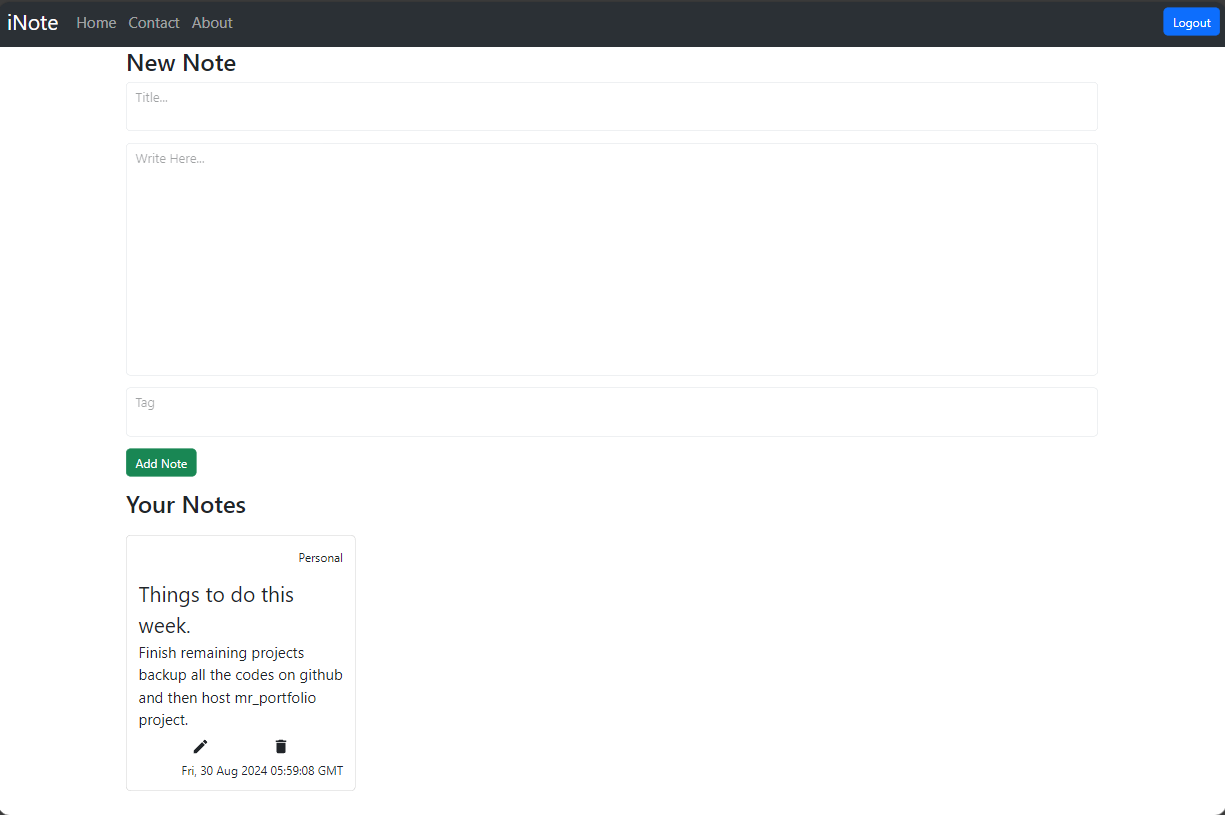 iNote Home Contact About Logout
New Note
Title...
Write Here...
Tag
Add Note
Your Notes
Personal
Things to do this
week.
Finish remaining projects
backup all the codes on github
and then host mr_portfolio
project.
Fri, 30 Aug 2024 05:59:08 GMT